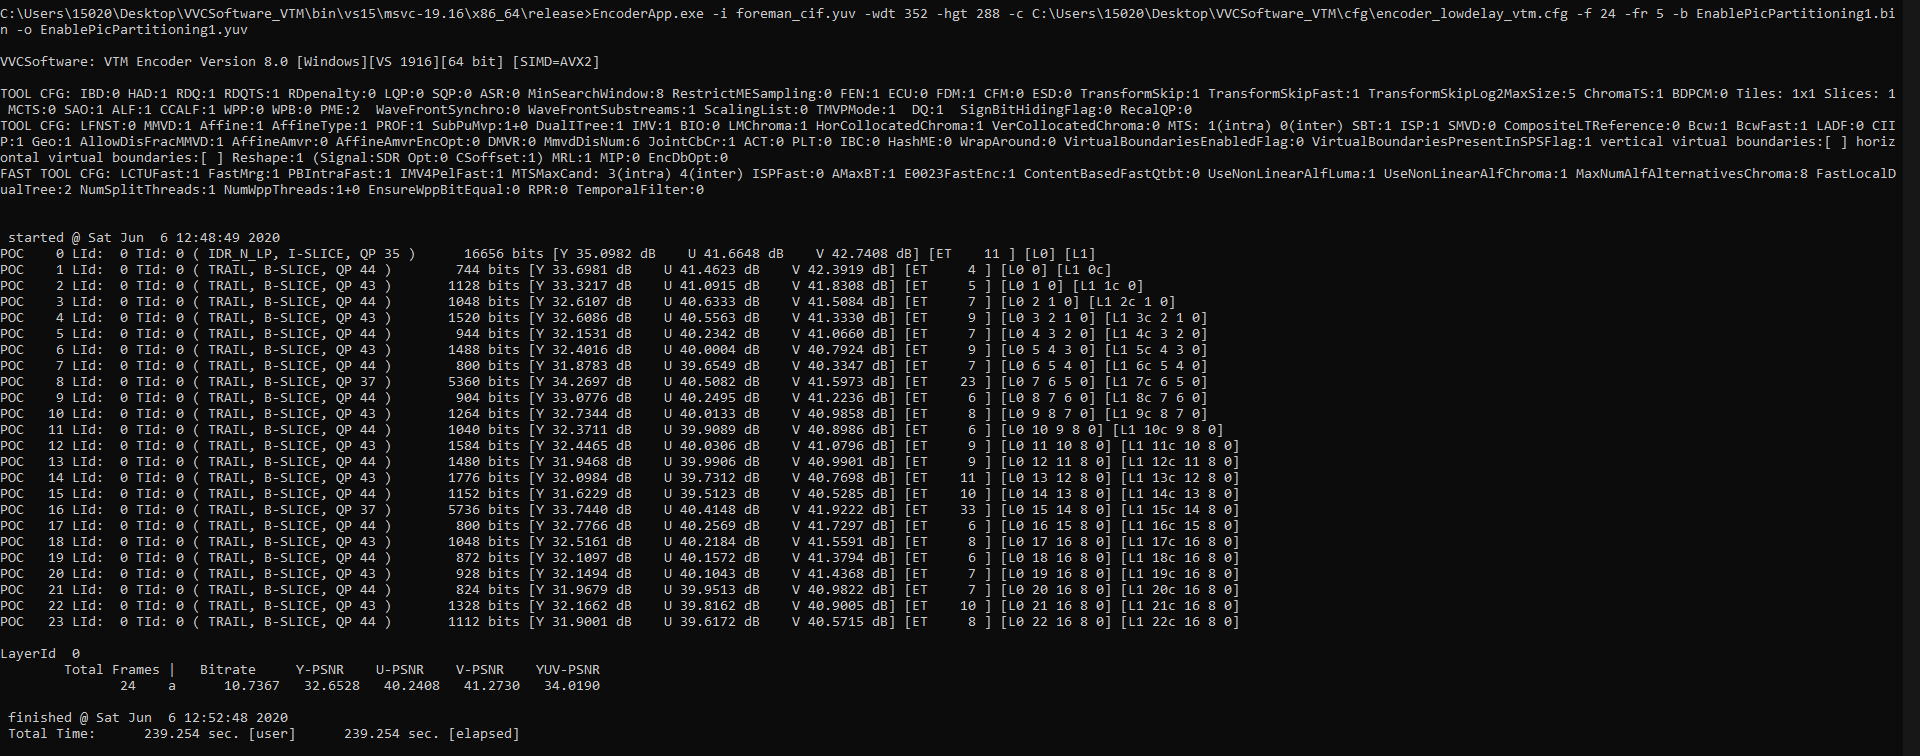 C:\Users\15020\Desktop\VVCSoftware_VTM\bin\vs15\msvc-19.16\x86_64\release>EncoderApp.exe -i foreman_cif.yuv -wdt 352 -hgt 288 -c C:\Users\15020\Desktop\VVCSoftware_VTM\cfg\encoder_lowdelay_vtm.cfg -f 24 -fr 5 -b EnablePicPartitioning1.bi
n -o EnablePicPartitioning1.yuv
VVCSoftware: VTM Encoder Version 8.0 [Windows][VS 1916][64 bit] [SIMD=AVX2]
TOOL CFG: IBD:0 HAD:1 RDQ:1 RDQTS:1 RDpenalty:0 LQP:0 SQP:0 ASR:0 MinSearchWindow:8 RestrictMESampling:0 FEN:1 ECU:0 FDM:1 CFM:0 ESD:0 TransformSkip:1 TransformSkipFast:1 TransformSkipLog2MaxSize:5 ChromaTS:1 BDPCM:0 Tiles: 1x1 Slices: 1
 MCTS:0 SAO:1 ALF:1 CCALF:1 WPP:0 WPB:0 PME:2  WaveFrontSynchro:0 WaveFrontSubstreams:1 ScalingList:0 TMVPMode:1  DQ:1  SignBitHidingFlag:0 RecalQP:0
TOOL CFG: LFNST:0 MMVD:1 Affine:1 AffineType:1 PROF:1 SubPuMvp:1+0 DualITree:1 IMV:1 BIO:0 LMChroma:1 HorCollocatedChroma:1 VerCollocatedChroma:0 MTS: 1(intra) 0(inter) SBT:1 ISP:1 SMVD:0 CompositeLTReference:0 Bcw:1 BcwFast:1 LADF:0 CII
P:1 Geo:1 AllowDisFracMMVD:1 AffineAmvr:0 AffineAmvrEncOpt:0 DMVR:0 MmvdDisNum:6 JointCbCr:1 ACT:0 PLT:0 IBC:0 HashME:0 WrapAround:0 VirtualBoundariesEnabledFlag:0 VirtualBoundariesPresentInSPSFlag:1 vertical virtual boundaries:[ ] horiz
ontal virtual boundaries:[ ] Reshape:1 (Signal:SDR Opt:0 CSoffset:1) MRL:1 MIP:0 EncDbOpt:0
FAST TOOL CFG: LCTUFast:1 FastMrg:1 PBIntraFast:1 IMV4PelFast:1 MTSMaxCand: 3(intra) 4(inter) ISPFast:0 AMaxBT:1 E0023FastEnc:1 ContentBasedFastQtbt:0 UseNonLinearAlfLuma:1 UseNonLinearAlfChroma:1 MaxNumAlfAlternativesChroma:8 FastLocalD
ualTree:2 NumSplitThreads:1 NumWppThreads:1+0 EnsureWppBitEqual:0 RPR:0 TemporalFilter:0
 started @ Sat Jun  6 12:48:49 2020
POC    0 LId:  0 TId: 0 ( IDR_N_LP, I-SLICE, QP 35 )      16656 bits [Y 35.0982 dB    U 41.6648 dB    V 42.7408 dB] [ET    11 ] [L0] [L1]
POC    1 LId:  0 TId: 0 ( TRAIL, B-SLICE, QP 44 )        744 bits [Y 33.6981 dB    U 41.4623 dB    V 42.3919 dB] [ET     4 ] [L0 0] [L1 0c]
POC    2 LId:  0 TId: 0 ( TRAIL, B-SLICE, QP 43 )       1128 bits [Y 33.3217 dB    U 41.0915 dB    V 41.8308 dB] [ET     5 ] [L0 1 0] [L1 1c 0]
POC    3 LId:  0 TId: 0 ( TRAIL, B-SLICE, QP 44 )       1048 bits [Y 32.6107 dB    U 40.6333 dB    V 41.5084 dB] [ET     7 ] [L0 2 1 0] [L1 2c 1 0]
POC    4 LId:  0 TId: 0 ( TRAIL, B-SLICE, QP 43 )       1520 bits [Y 32.6086 dB    U 40.5563 dB    V 41.3330 dB] [ET     9 ] [L0 3 2 1 0] [L1 3c 2 1 0]
POC    5 LId:  0 TId: 0 ( TRAIL, B-SLICE, QP 44 )        944 bits [Y 32.1531 dB    U 40.2342 dB    V 41.0660 dB] [ET     7 ] [L0 4 3 2 0] [L1 4c 3 2 0]
POC    6 LId:  0 TId: 0 ( TRAIL, B-SLICE, QP 43 )       1488 bits [Y 32.4016 dB    U 40.0004 dB    V 40.7924 dB] [ET     9 ] [L0 5 4 3 0] [L1 5c 4 3 0]
POC    7 LId:  0 TId: 0 ( TRAIL, B-SLICE, QP 44 )        800 bits [Y 31.8783 dB    U 39.6549 dB    V 40.3347 dB] [ET     7 ] [L0 6 5 4 0] [L1 6c 5 4 0]
POC    8 LId:  0 TId: 0 ( TRAIL, B-SLICE, QP 37 )       5360 bits [Y 34.2697 dB    U 40.5082 dB    V 41.5973 dB] [ET    23 ] [L0 7 6 5 0] [L1 7c 6 5 0]
POC    9 LId:  0 TId: 0 ( TRAIL, B-SLICE, QP 44 )        904 bits [Y 33.0776 dB    U 40.2495 dB    V 41.2236 dB] [ET     6 ] [L0 8 7 6 0] [L1 8c 7 6 0]
POC   10 LId:  0 TId: 0 ( TRAIL, B-SLICE, QP 43 )       1264 bits [Y 32.7344 dB    U 40.0133 dB    V 40.9858 dB] [ET     8 ] [L0 9 8 7 0] [L1 9c 8 7 0]
POC   11 LId:  0 TId: 0 ( TRAIL, B-SLICE, QP 44 )       1040 bits [Y 32.3711 dB    U 39.9089 dB    V 40.8986 dB] [ET     6 ] [L0 10 9 8 0] [L1 10c 9 8 0]
POC   12 LId:  0 TId: 0 ( TRAIL, B-SLICE, QP 43 )       1584 bits [Y 32.4465 dB    U 40.0306 dB    V 41.0796 dB] [ET     9 ] [L0 11 10 8 0] [L1 11c 10 8 0]
POC   13 LId:  0 TId: 0 ( TRAIL, B-SLICE, QP 44 )       1480 bits [Y 31.9468 dB    U 39.9906 dB    V 40.9901 dB] [ET     9 ] [L0 12 11 8 0] [L1 12c 11 8 0]
POC   14 LId:  0 TId: 0 ( TRAIL, B-SLICE, QP 43 )       1776 bits [Y 32.0984 dB    U 39.7312 dB    V 40.7698 dB] [ET    11 ] [L0 13 12 8 0] [L1 13c 12 8 0]
POC   15 LId:  0 TId: 0 ( TRAIL, B-SLICE, QP 44 )       1152 bits [Y 31.6229 dB    U 39.5123 dB    V 40.5285 dB] [ET    10 ] [L0 14 13 8 0] [L1 14c 13 8 0]
POC   16 LId:  0 TId: 0 ( TRAIL, B-SLICE, QP 37 )       5736 bits [Y 33.7440 dB    U 40.4148 dB    V 41.9222 dB] [ET    33 ] [L0 15 14 8 0] [L1 15c 14 8 0]
POC   17 LId:  0 TId: 0 ( TRAIL, B-SLICE, QP 44 )        800 bits [Y 32.7766 dB    U 40.2569 dB    V 41.7297 dB] [ET     6 ] [L0 16 15 8 0] [L1 16c 15 8 0]
POC   18 LId:  0 TId: 0 ( TRAIL, B-SLICE, QP 43 )       1048 bits [Y 32.5161 dB    U 40.2184 dB    V 41.5591 dB] [ET     8 ] [L0 17 16 8 0] [L1 17c 16 8 0]
POC   19 LId:  0 TId: 0 ( TRAIL, B-SLICE, QP 44 )        872 bits [Y 32.1097 dB    U 40.1572 dB    V 41.3794 dB] [ET     6 ] [L0 18 16 8 0] [L1 18c 16 8 0]
POC   20 LId:  0 TId: 0 ( TRAIL, B-SLICE, QP 43 )        928 bits [Y 32.1494 dB    U 40.1043 dB    V 41.4368 dB] [ET     7 ] [L0 19 16 8 0] [L1 19c 16 8 0]
POC   21 LId:  0 TId: 0 ( TRAIL, B-SLICE, QP 44 )        824 bits [Y 31.9679 dB    U 39.9513 dB    V 40.9822 dB] [ET     7 ] [L0 20 16 8 0] [L1 20c 16 8 0]
POC   22 LId:  0 TId: 0 ( TRAIL, B-SLICE, QP 43 )       1328 bits [Y 32.1662 dB    U 39.8162 dB    V 40.9005 dB] [ET    10 ] [L0 21 16 8 0] [L1 21c 16 8 0]
POC   23 LId:  0 TId: 0 ( TRAIL, B-SLICE, QP 44 )       1112 bits [Y 31.9001 dB    U 39.6172 dB    V 40.5715 dB] [ET     8 ] [L0 22 16 8 0] [L1 22c 16 8 0]
LayerId  0
        Total Frames |   Bitrate     Y-PSNR    U-PSNR    V-PSNR    YUV-PSNR
               24    a      10.7367   32.6528   40.2408   41.2730   34.0190
 finished @ Sat Jun  6 12:52:48 2020
 Total Time:      239.254 sec. [user]      239.254 sec. [elapsed]